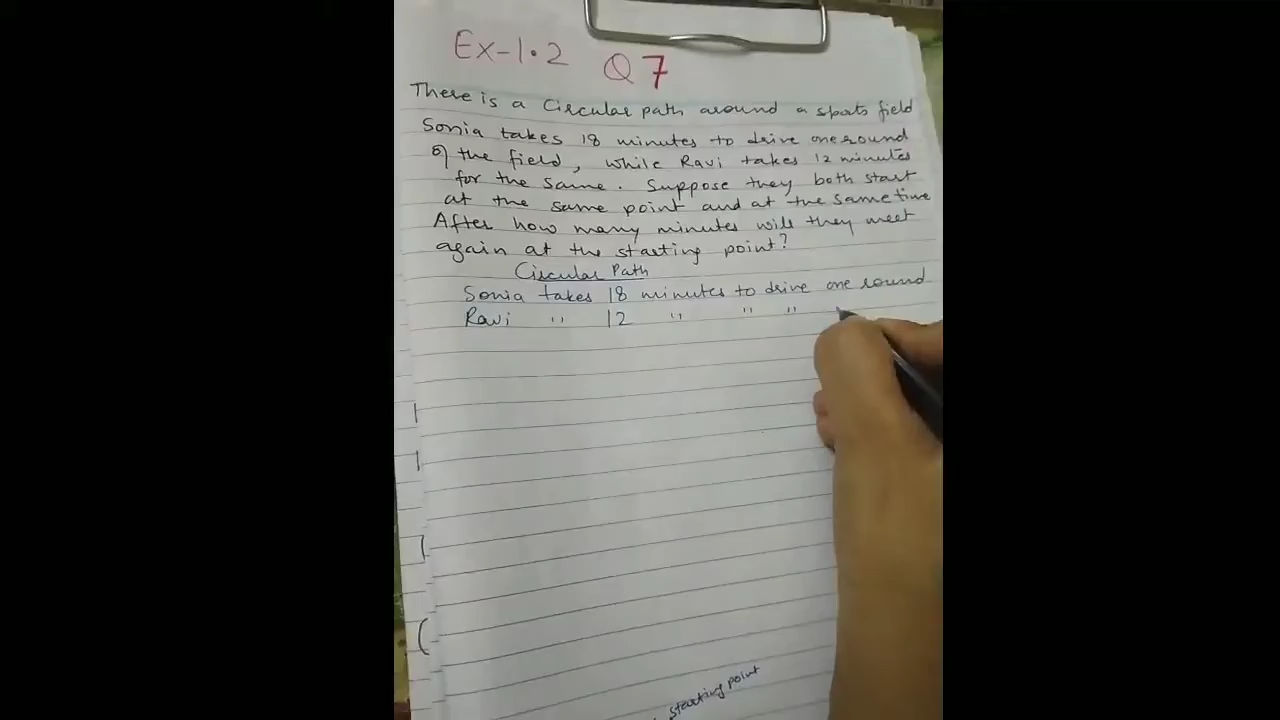 Ex-1.2 Q7
There is a Circular path around a sports field
Sonia takes 18 minutes to drive one round
of the field, while Ravi takes 12 minutes
for the same. Suppose they both start
at the same point and at the same time
After how many minutes will they meet
again at the starting point?
Circular Path
Sonia takes 18 minutes to drive one round
Ravi " 12 " " "
starting point